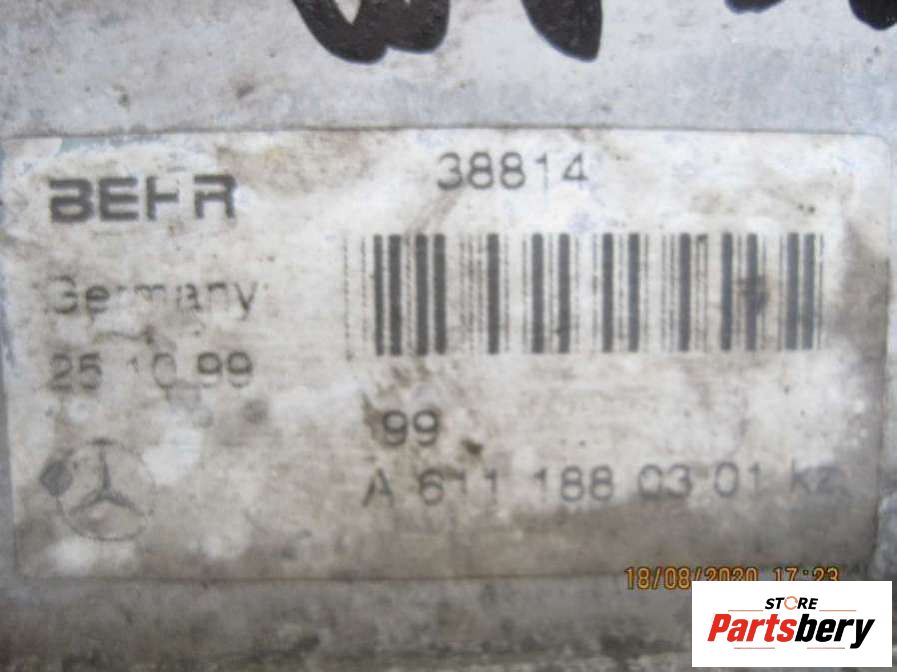 BEHR
38814
Germany
25.10.99
99
A 611 188 03 01 kz
18/08/2020 17:23
STORE
Partsbery